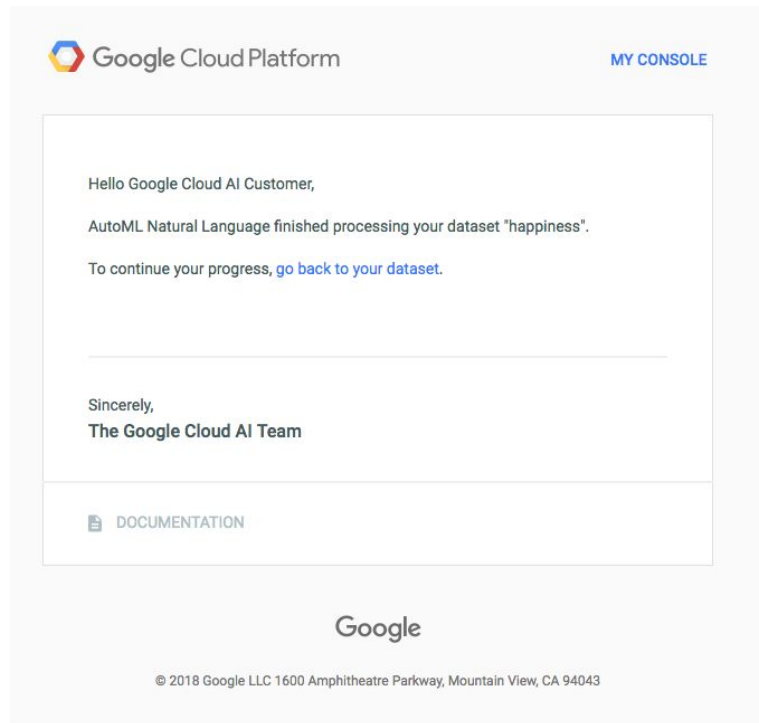 Google Cloud Platform
MY CONSOLE
Hello Google Cloud AI Customer,
AutoML Natural Language finished processing your dataset "happiness".
To continue your progress, go back to your dataset.
Sincerely,
The Google Cloud AI Team
DOCUMENTATION
Google
© 2018 Google LLC 1600 Amphitheatre Parkway, Mountain View, CA 94043